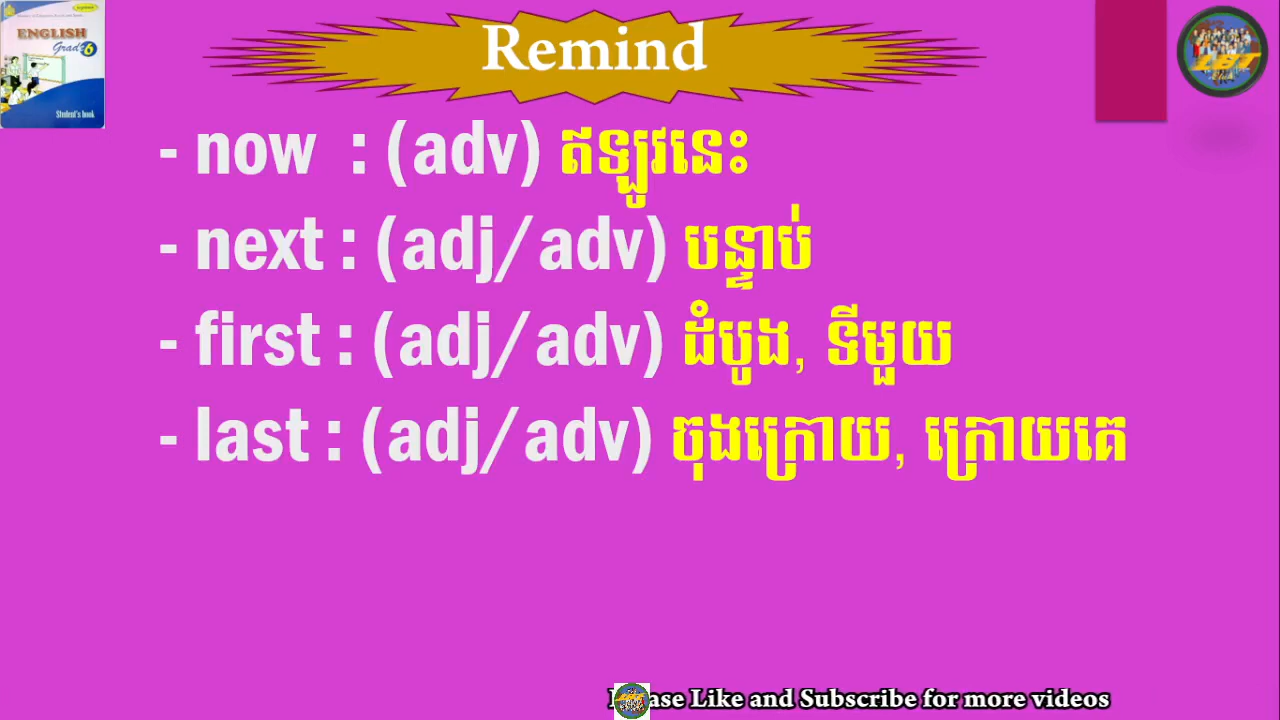 Remind
ENGLISH
Grade 6
Student's book
LBT
- now : (adv) ឥឡូវនេះ
- next : (adj/adv) បន្ទាប់
- first : (adj/adv) ដំបូង, ទីមួយ
- last : (adj/adv) ចុងក្រោយ, ក្រោយគេ
Like and Subscribe for more videos